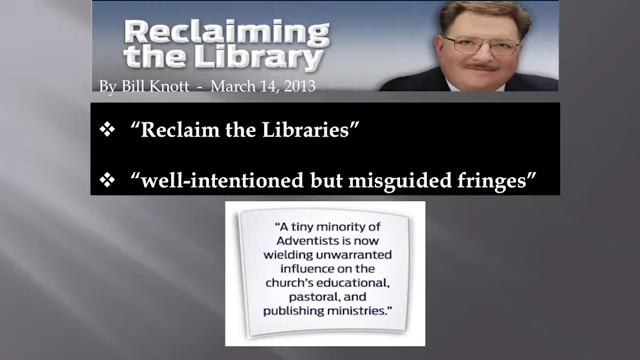 Reclaiming
the Library
By Bill Knott - March 14, 2013
❖ “Reclaim the Libraries”
❖ “well-intentioned but misguided fringes”
“A tiny minority of
Adventists is now
wielding unwarranted
influence on the
church's educational,
pastoral, and
publishing ministries.”